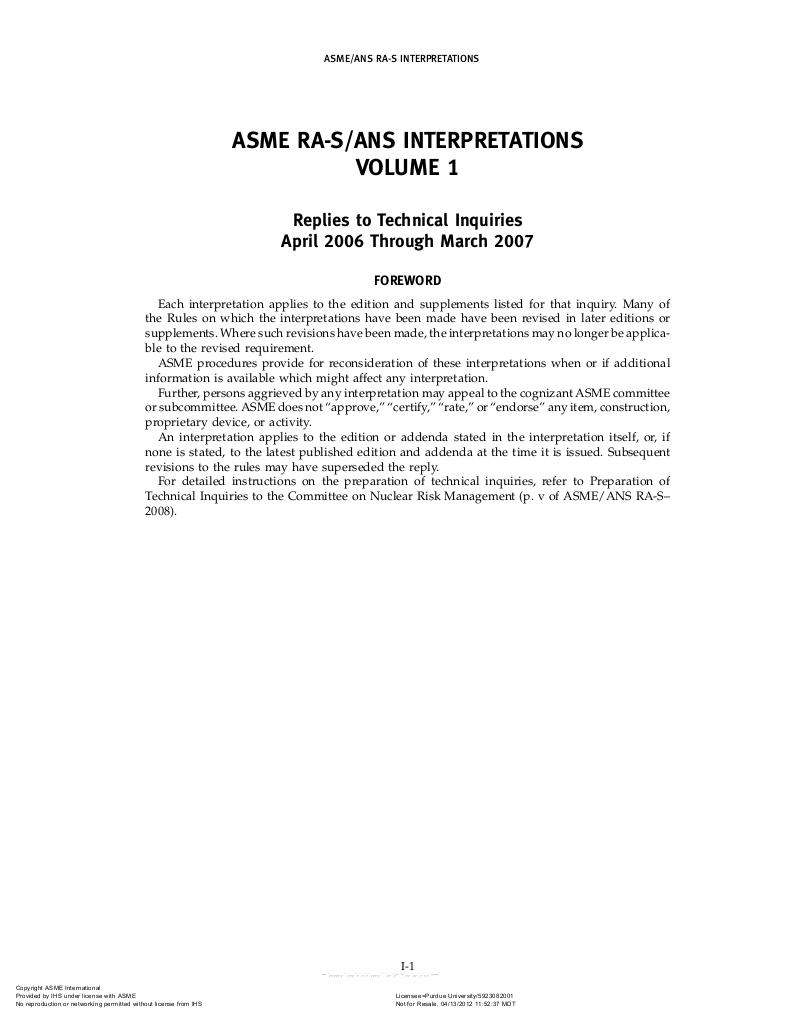 ASME/ANS RA-S INTERPRETATIONS
ASME RA-S/ANS INTERPRETATIONS
VOLUME 1
Replies to Technical Inquiries
April 2006 Through March 2007
FOREWORD
Each interpretation applies to the edition and supplements listed for that inquiry. Many of
the Rules on which the interpretations have been made have been revised in later editions or
supplements. Where such revisions have been made, the interpretations may no longer be applica-
ble to the revised requirement.
ASME procedures provide for reconsideration of these interpretations when or if additional
information is available which might affect any interpretation.
Further, persons aggrieved by any interpretation may appeal to the cognizant ASME committee
or subcommittee. ASME does not “approve,” “certify,” “rate,” or “endorse” any item, construction,
proprietary device, or activity.
An interpretation applies to the edition or addenda stated in the interpretation itself, or, if
none is stated, to the latest published edition and addenda at the time it is issued. Subsequent
revisions to the rules may have superseded the reply.
For detailed instructions on the preparation of technical inquiries, refer to Preparation of
Technical Inquiries to the Committee on Nuclear Risk Management (p. v of ASME/ANS RA-S–
2008).
I-1
Copyright ASME International
Provided by IHS under license with ASME
No reproduction or networking permitted without license from IHS
Licensee=Purdue University/5923082001
Not for Resale, 04/13/2012 11:52:37 MDT